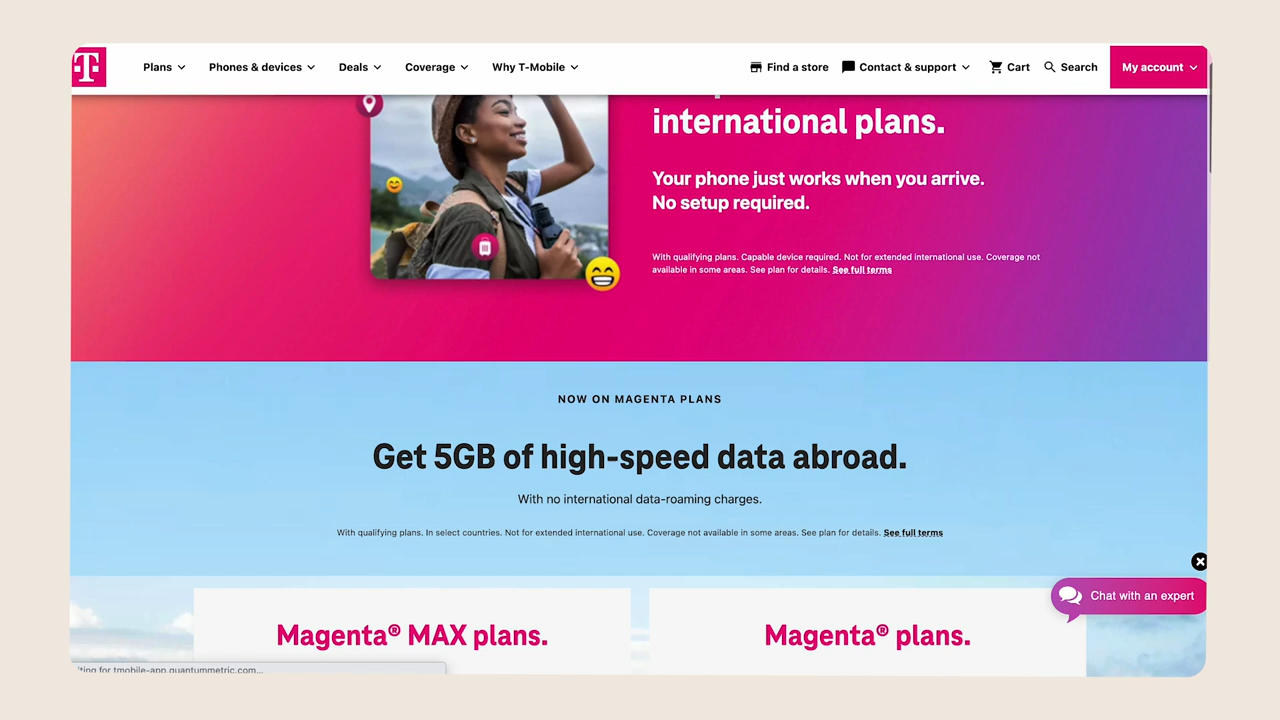 T
Plans
Phones & devices
Deals
Coverage
Why T-Mobile
Find a store
Contact & support
Cart
Search
My account
international plans.
Your phone just works when you arrive.
No setup required.
With qualifying plans. Capable device required. Not for extended international use. Coverage not
available in some areas. See plan for details. See full terms
NOW ON MAGENTA PLANS
Get 5GB of high-speed data abroad.
With no international data-roaming charges.
With qualifying plans. In select countries. Not for extended international use. Coverage not available in some areas. See plan for details. See full terms
Chat with an expert
Magenta® MAX plans.
Magenta® plans.
for tmobile-app.quantummetric.com...